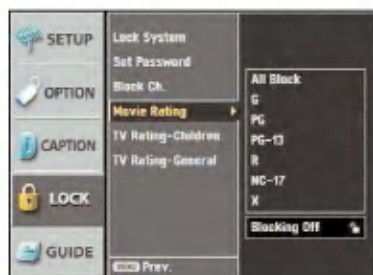 SETUP
OPTION
CAPTION
LOCK
GUIDE
Lock System
Set Password
Block Ch.
Movie Rating
TV Rating-Children
TV Rating-General
MENU Prev.
All Block
G
PG
PG-13
R
NC-17
X
Blocking Off